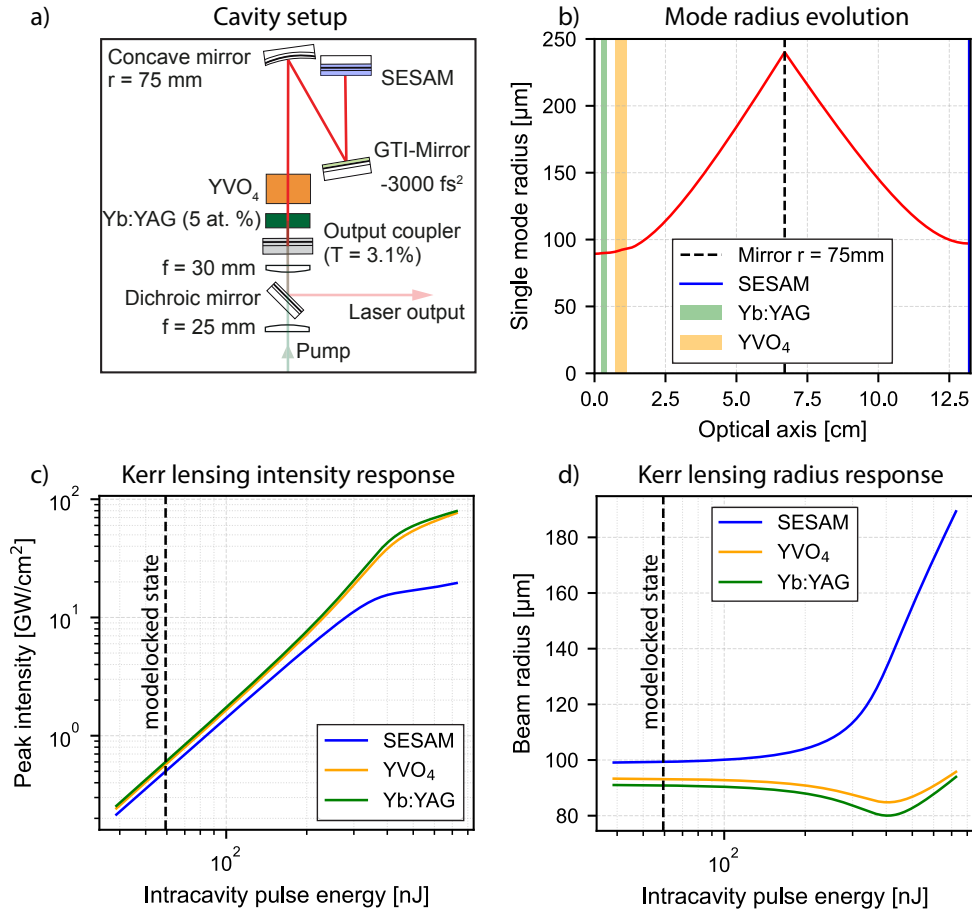 a)
Cavity setup
Concave mirror
r = 75 mm
SESAM
GTI-Mirror
-3000 fs²
YVO₄
Yb:YAG (5 at. %)
Output coupler
(T = 3.1%)
f = 30 mm
Dichroic mirror
Laser output
f = 25 mm
Pump
b)
Mode radius evolution
Single mode radius [µm]
250
200
150
100
50
0
0.0
2.5
5.0
7.5
10.0
12.5
Optical axis [cm]
Mirror r = 75mm
SESAM
Yb:YAG
YVO₄
c)
Kerr lensing intensity response
Peak intensity [GW/cm²]
10²
10¹
10⁰
modelocked state
SESAM
YVO₄
Yb:YAG
10²
Intracavity pulse energy [nJ]
d)
Kerr lensing radius response
Beam radius [µm]
180
160
140
120
100
80
modelocked state
SESAM
YVO₄
Yb:YAG
10²
Intracavity pulse energy [nJ]